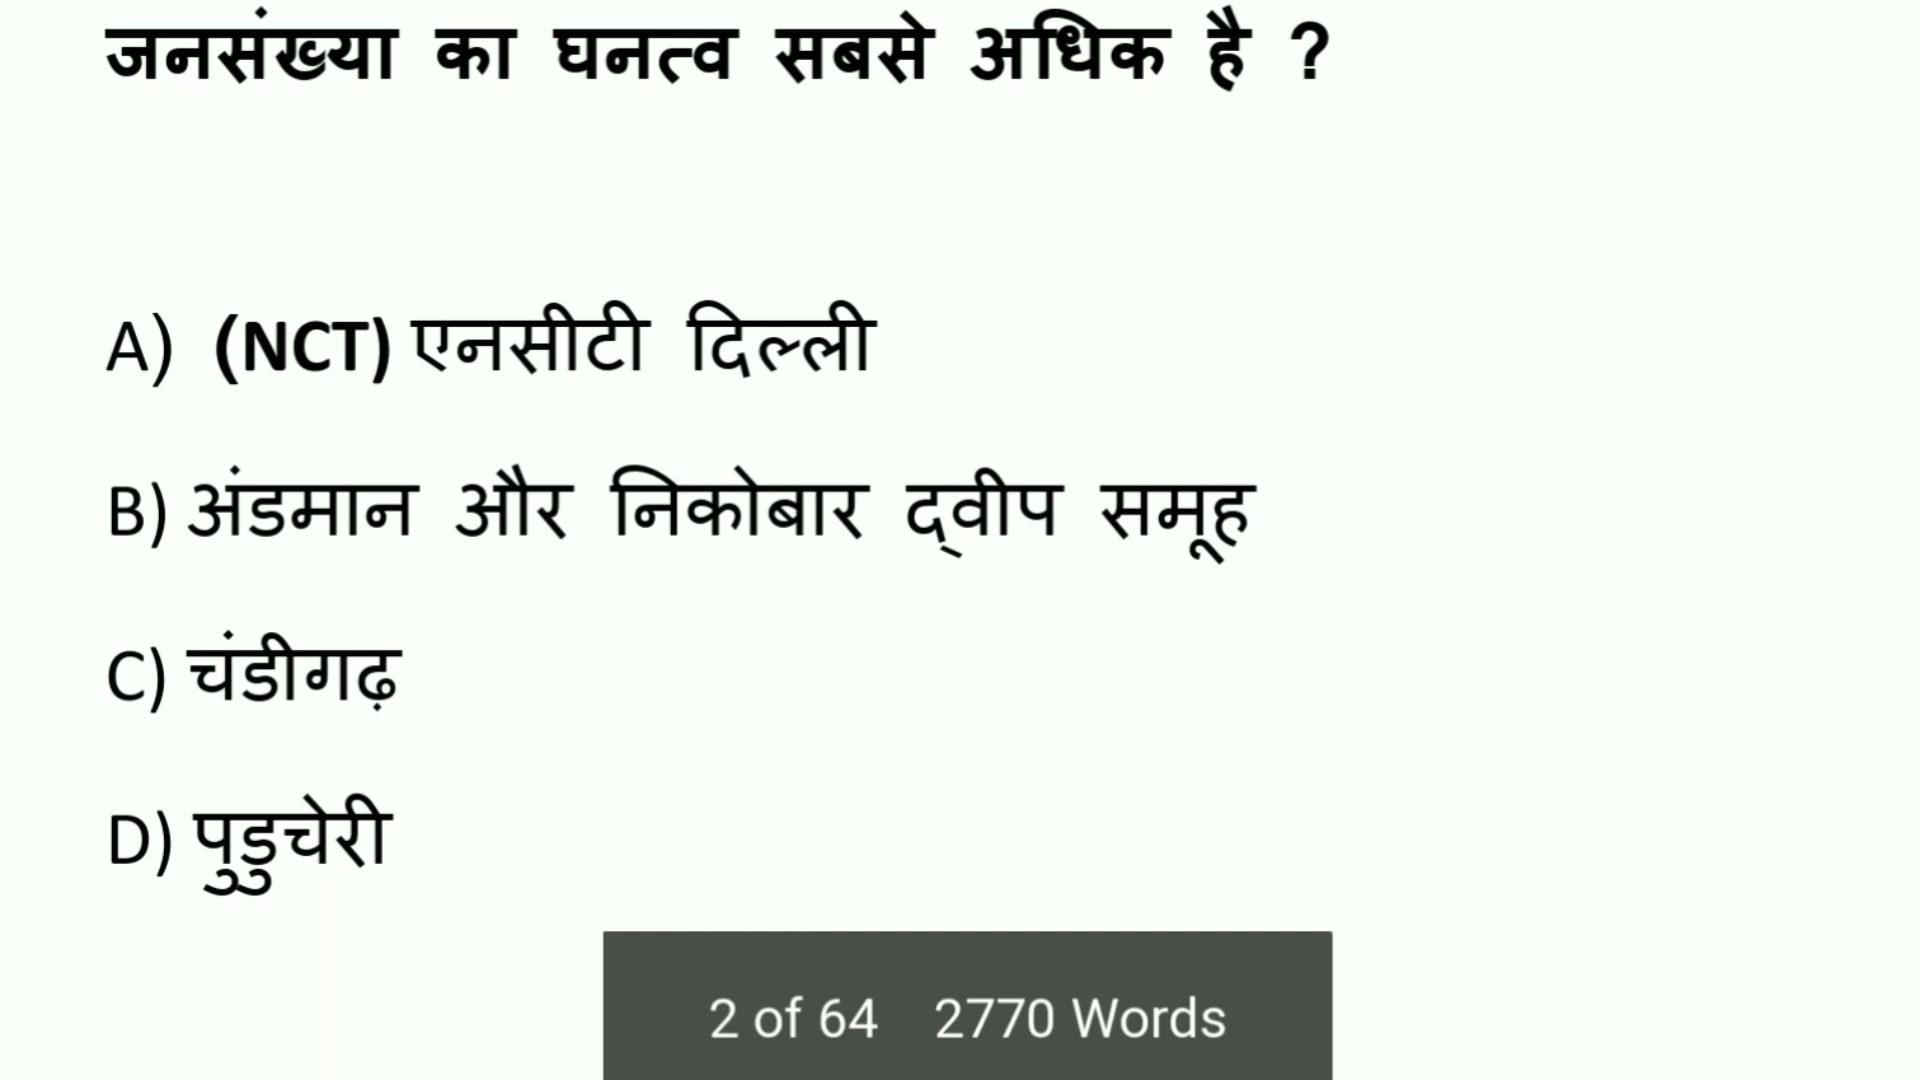 जनसंख्या का घनत्व सबसे अधिक है ?
A) (NCT) एनसीटी दिल्ली
B) अंडमान और निकोबार द्वीप समूह
C) चंडीगढ़
D) पुडुचेरी
2 of 64 2770 Words